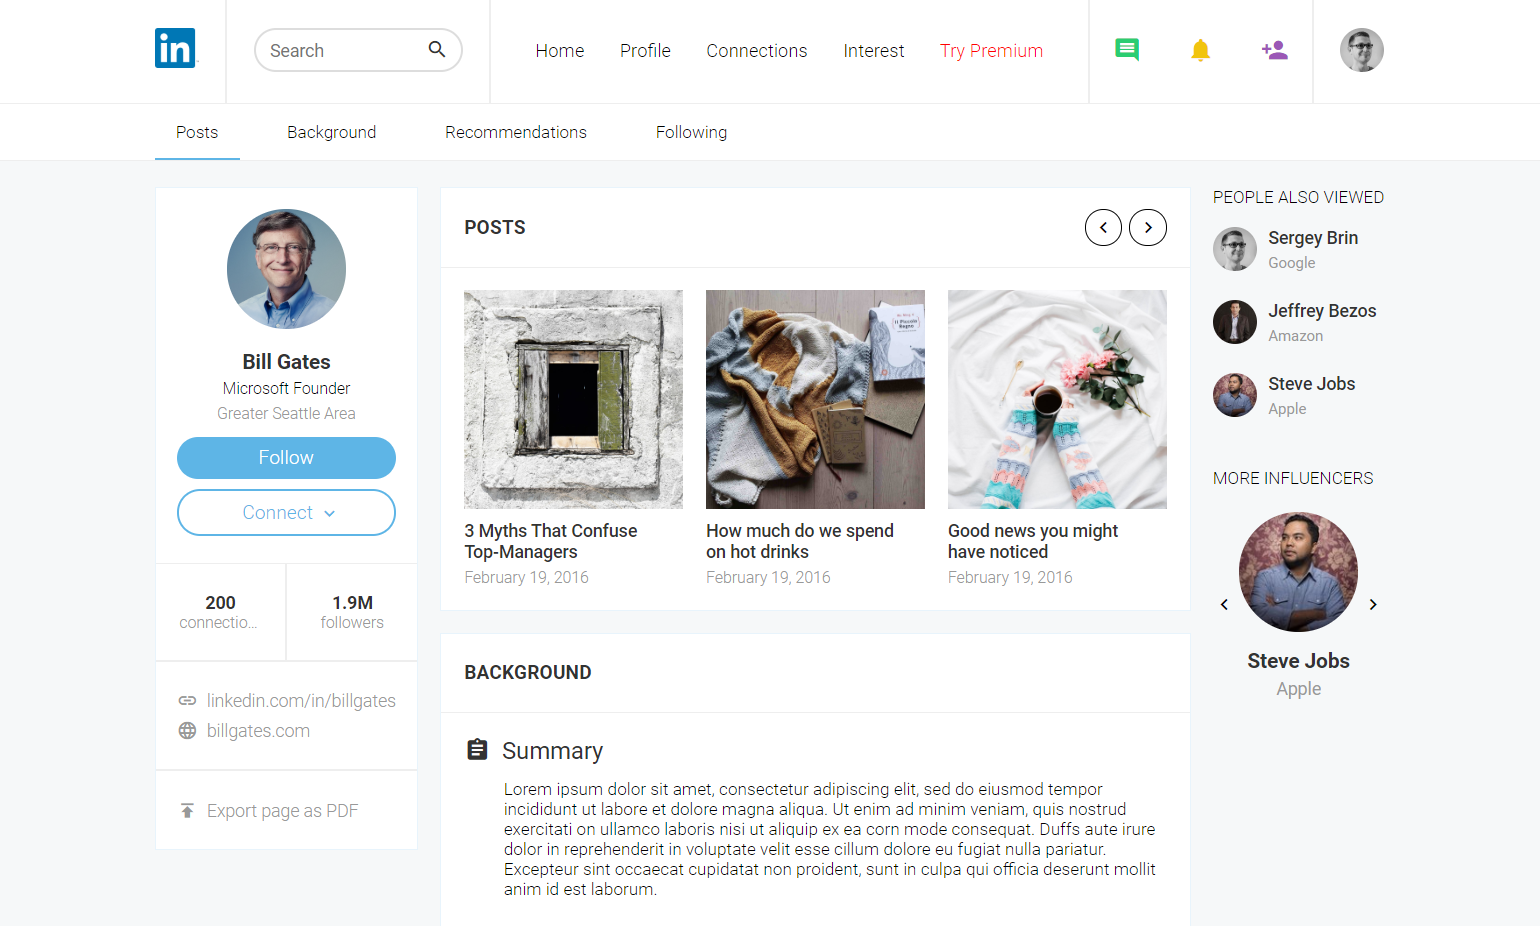 in
Search
Home
Profile
Connections
Interest
Try Premium
Posts
Background
Recommendations
Following
Bill Gates
Microsoft Founder
Greater Seattle Area
Follow
Connect
200
connectio...
1.9M
followers
linkedin.com/in/billgates
billgates.com
Export page as PDF
POSTS
Il Piccolo
Regno
3 Myths That Confuse
Top-Managers
February 19, 2016
How much do we spend
on hot drinks
February 19, 2016
Good news you might
have noticed
February 19, 2016
BACKGROUND
Summary
Lorem ipsum dolor sit amet, consectetur adipiscing elit, sed do eiusmod tempor
incididunt ut labore et dolore magna aliqua. Ut enim ad minim veniam, quis nostrud
exercitati on ullamco laboris nisi ut aliquip ex ea corn mode consequat. Duffs aute irure
dolor in reprehenderit in voluptate velit esse cillum dolore eu fugiat nulla pariatur.
Excepteur sint occaecat cupidatat non proident, sunt in culpa qui officia deserunt mollit
anim id est laborum.
PEOPLE ALSO VIEWED
Sergey Brin
Google
Jeffrey Bezos
Amazon
Steve Jobs
Apple
MORE INFLUENCERS
Steve Jobs
Apple